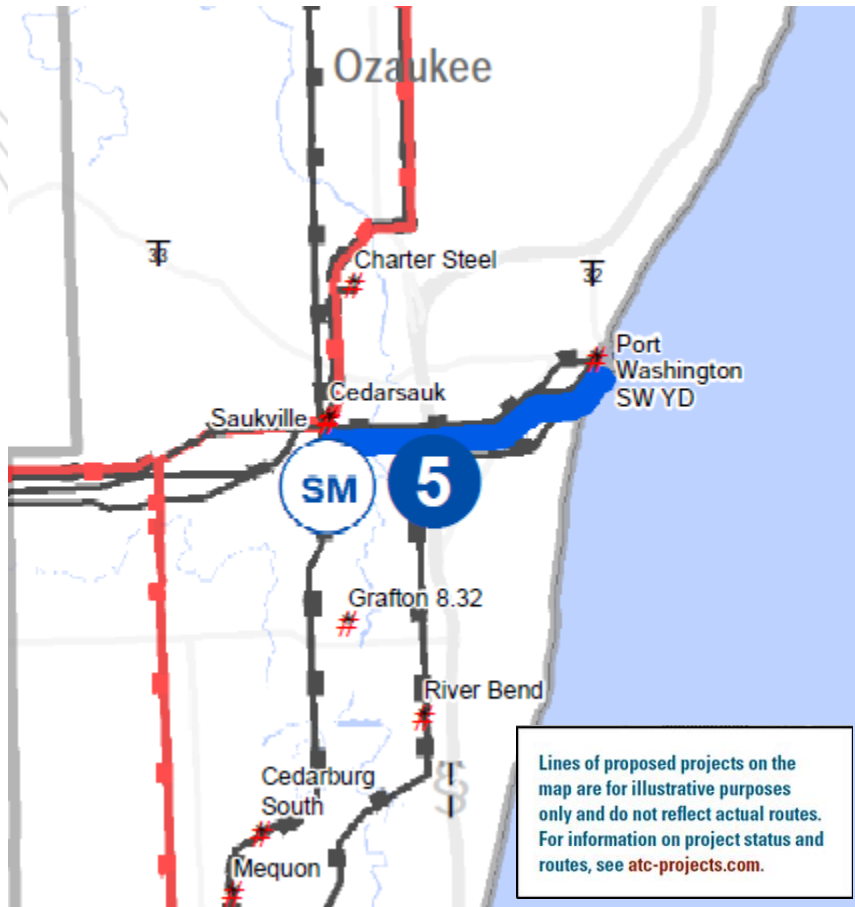 Ozaukee
33
Charter Steel
32
Port
Washington
SW YD
Cedarsauk
Saukville
SM
5
Grafton 8.32
River Bend
Cedarburg
South
Mequon
Lines of proposed projects on the
map are for illustrative purposes
only and do not reflect actual routes.
For information on project status and
routes, see atc-projects.com.